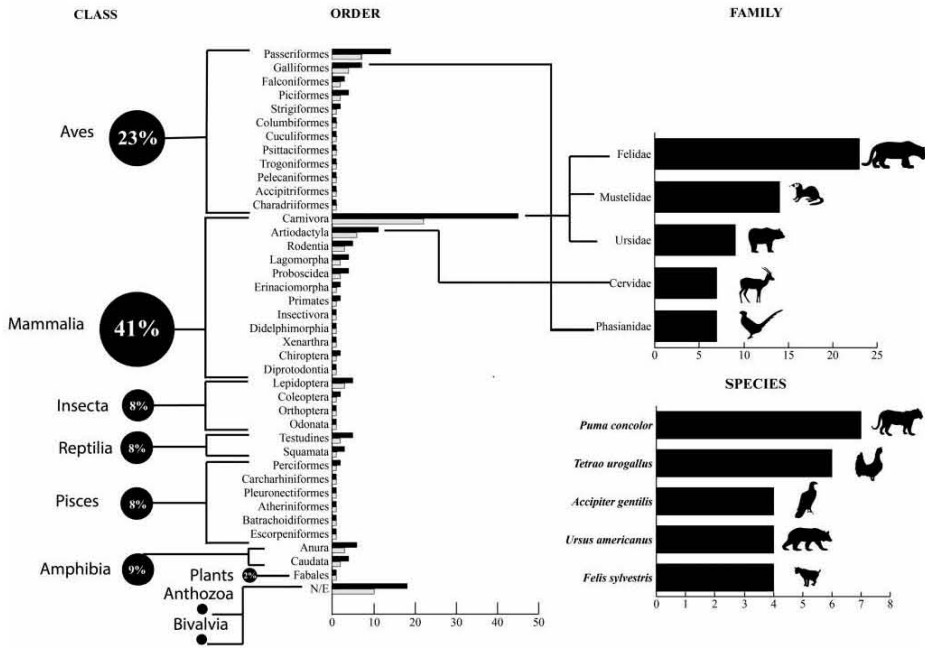 CLASS
ORDER
FAMILY
Aves
23%
Mammalia
41%
Insecta
8%
Reptilia
8%
Pisces
8%
Amphibia
9%
Plants
2%
Anthozoa
Bivalvia
Passeriformes
Galliformes
Falconiformes
Piciformes
Strigiformes
Columbiformes
Cuculiformes
Psittaciformes
Trogoniformes
Pelecaniformes
Accipitriformes
Charadriiformes
Carnivora
Artiodactyla
Rodentia
Lagomorpha
Proboscidea
Erinaciomorpha
Primates
Insectivora
Didelphimorphia
Xenarthra
Chiroptera
Diprotodontia
Lepidoptera
Coleoptera
Orthoptera
Odonata
Testudines
Squamata
Perciformes
Carcharhiniformes
Pleuronectiformes
Atheriniformes
Batrachoidiformes
Escorpeniformes
Anura
Caudata
Fabales
N/E
0 10 20 30 40 50
Felidae
Mustelidae
Ursidae
Cervidae
Phasianidae
0 5 10 15 20 25
SPECIES
Puma concolor
Tetrao urogallus
Accipiter gentilis
Ursus americanus
Felis sylvestris
0 1 2 3 4 5 6 7 8